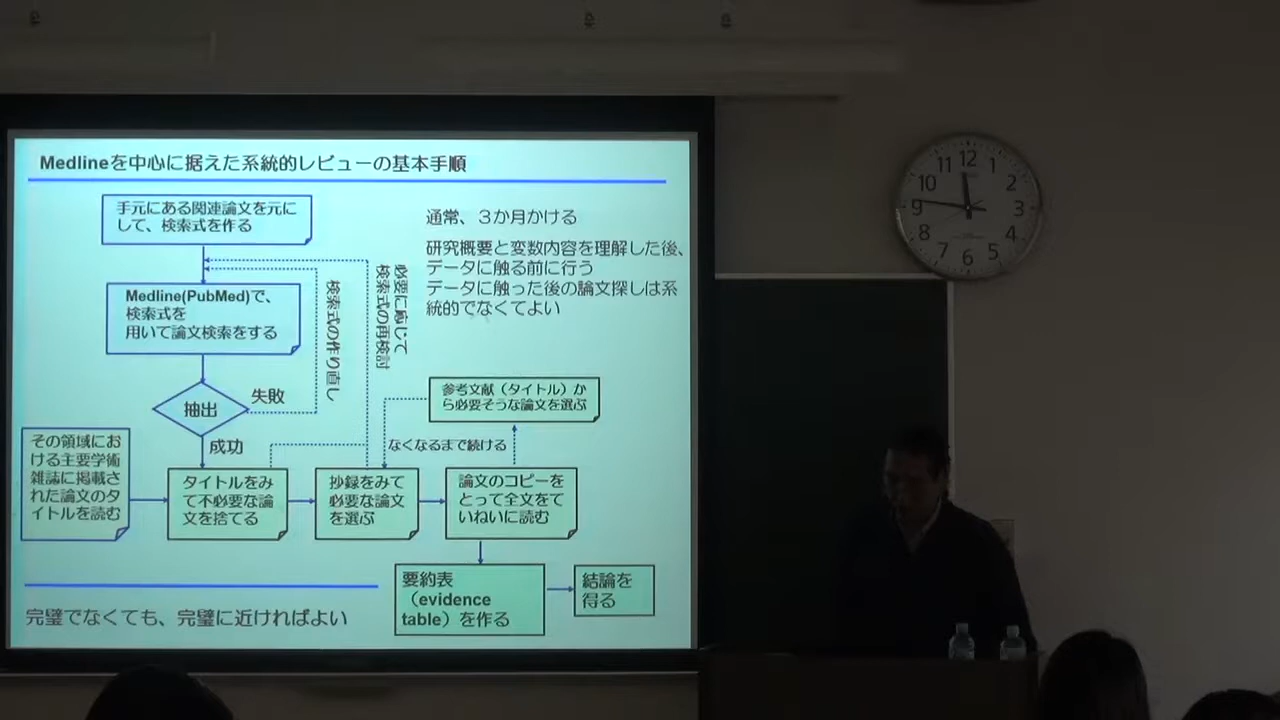 Medlineを中心に据えた系統的レビューの基本手順
手元にある関連論文を元に
して、検索式を作る
通常、３か月かける
研究概要と変数内容を理解した後、
データに触る前に行う
データに触った後の論文探しは系
統的でなくてよい
Medline(PubMed)で、
検索式を
用いて論文検索をする
検索式の作り直し
必要に応じて
検索式の再検討
抽出
失敗
成功
参考文献（タイトル）か
ら必要そうな論文を選ぶ
なくなるまで続ける
その領域にお
ける主要学術
雑誌に掲載さ
れた論文のタ
イトルを読む
タイトルをみ
て不必要な論
文を捨てる
抄録をみて
必要な論文
を選ぶ
論文のコピーを
とって全文をて
いねいに読む
要約表
（evidence
table）を作る
結論を
得る
完璧でなくても、完璧に近ければよい
12
1
2
3
4
5
6
7
8
9
10
11